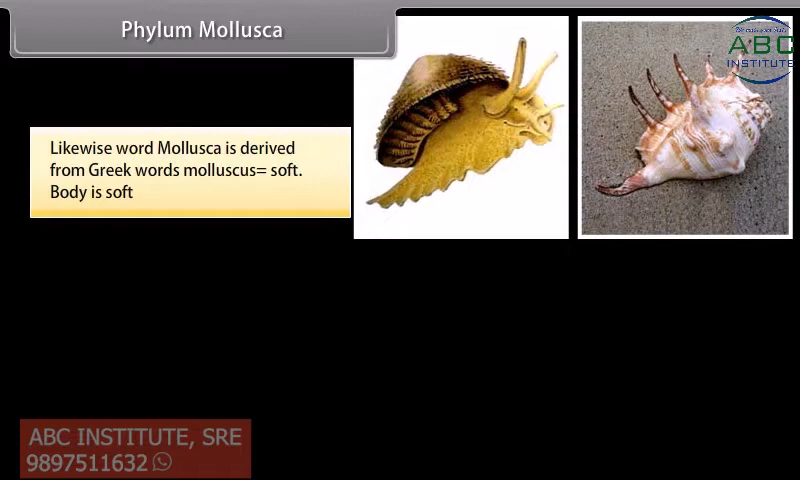 Phylum Mollusca
ABC
INSTITUTE
Likewise word Mollusca is derived
from Greek words molluscus= soft.
Body is soft
ABC INSTITUTE, SRE
9897511632